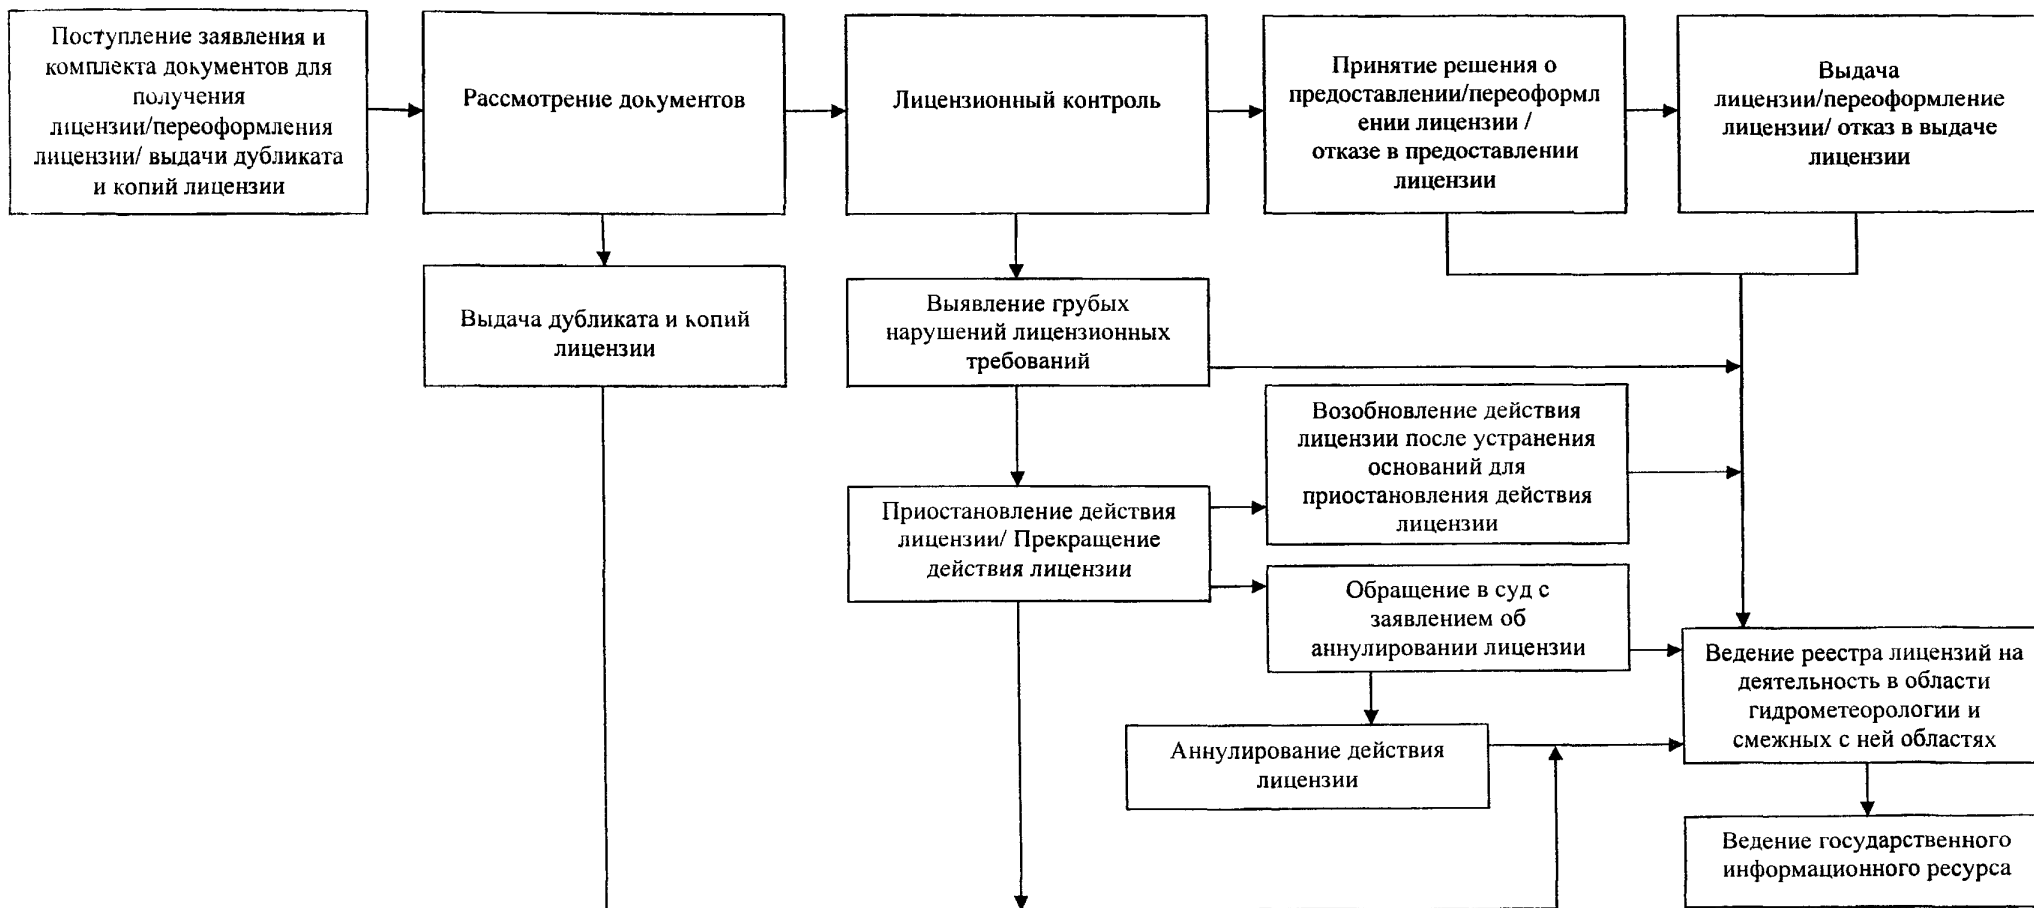 Поступление заявления и
комплекта документов для
получения
лицензии/переоформления
лицензии/ выдачи дубликата
и копий лицензии
Рассмотрение документов
Лицензионный контроль
Принятие решения о
предоставлении/переоформл
ении лицензии /
отказе в предоставлении
лицензии
Выдача
лицензии/переоформление
лицензии/ отказ в выдаче
лицензии
Выдача дубликата и копий
лицензии
Выявление грубых
нарушений лицензионных
требований
Возобновление действия
лицензии после устранения
оснований для
приостановления действия
лицензии
Приостановление действия
лицензии/ Прекращение
действия лицензии
Обращение в суд с
заявлением об
аннулировании лицензии
Ведение реестра лицензий на
деятельность в области
гидрометеорологии и
смежных с ней областях
Аннулирование действия
лицензии
Ведение государственного
информационного ресурса